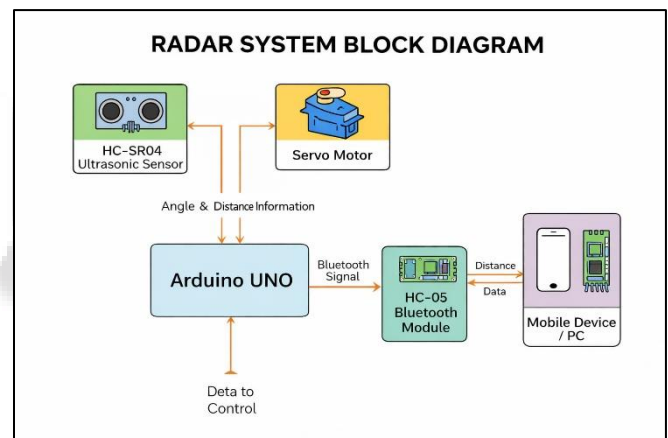 RADAR SYSTEM BLOCK DIAGRAM
HC-SR04
Ultrasonic Sensor
Servo Motor
Angle & Distance Information
Arduino UNO
Bluetooth
Signal
HC-05
Bluetooth
Module
Distance
Data
Mobile Device
/ PC
Deta to
Control